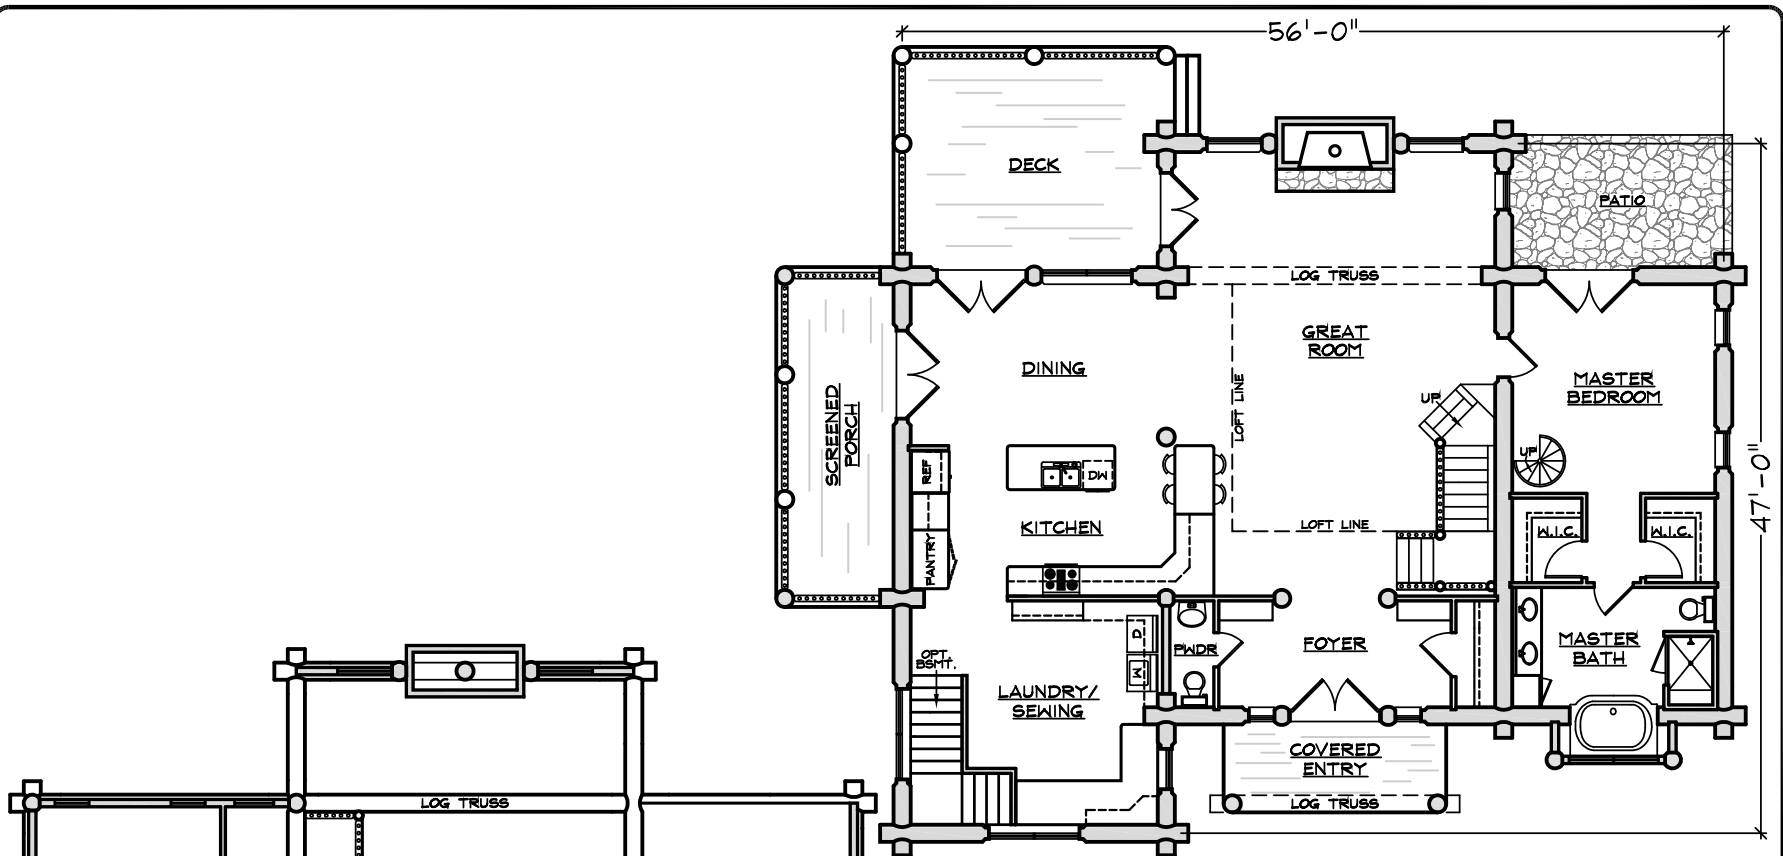 56'-0"
DECK
PATIO
LOG TRUSS
GREAT
ROOM
DINING
MASTER
BEDROOM
LOFT LINE
UP
SCREENED
PORCH
UP
REF
DW
KITCHEN
LOFT LINE
W.I.C.
W.I.C.
47'-0"
PANTRY
D
PWDR
FOYER
MASTER
BATH
OPT.
BSMT.
W
LAUNDRY/
SEWING
COVERED
ENTRY
LOG TRUSS
LOG TRUSS